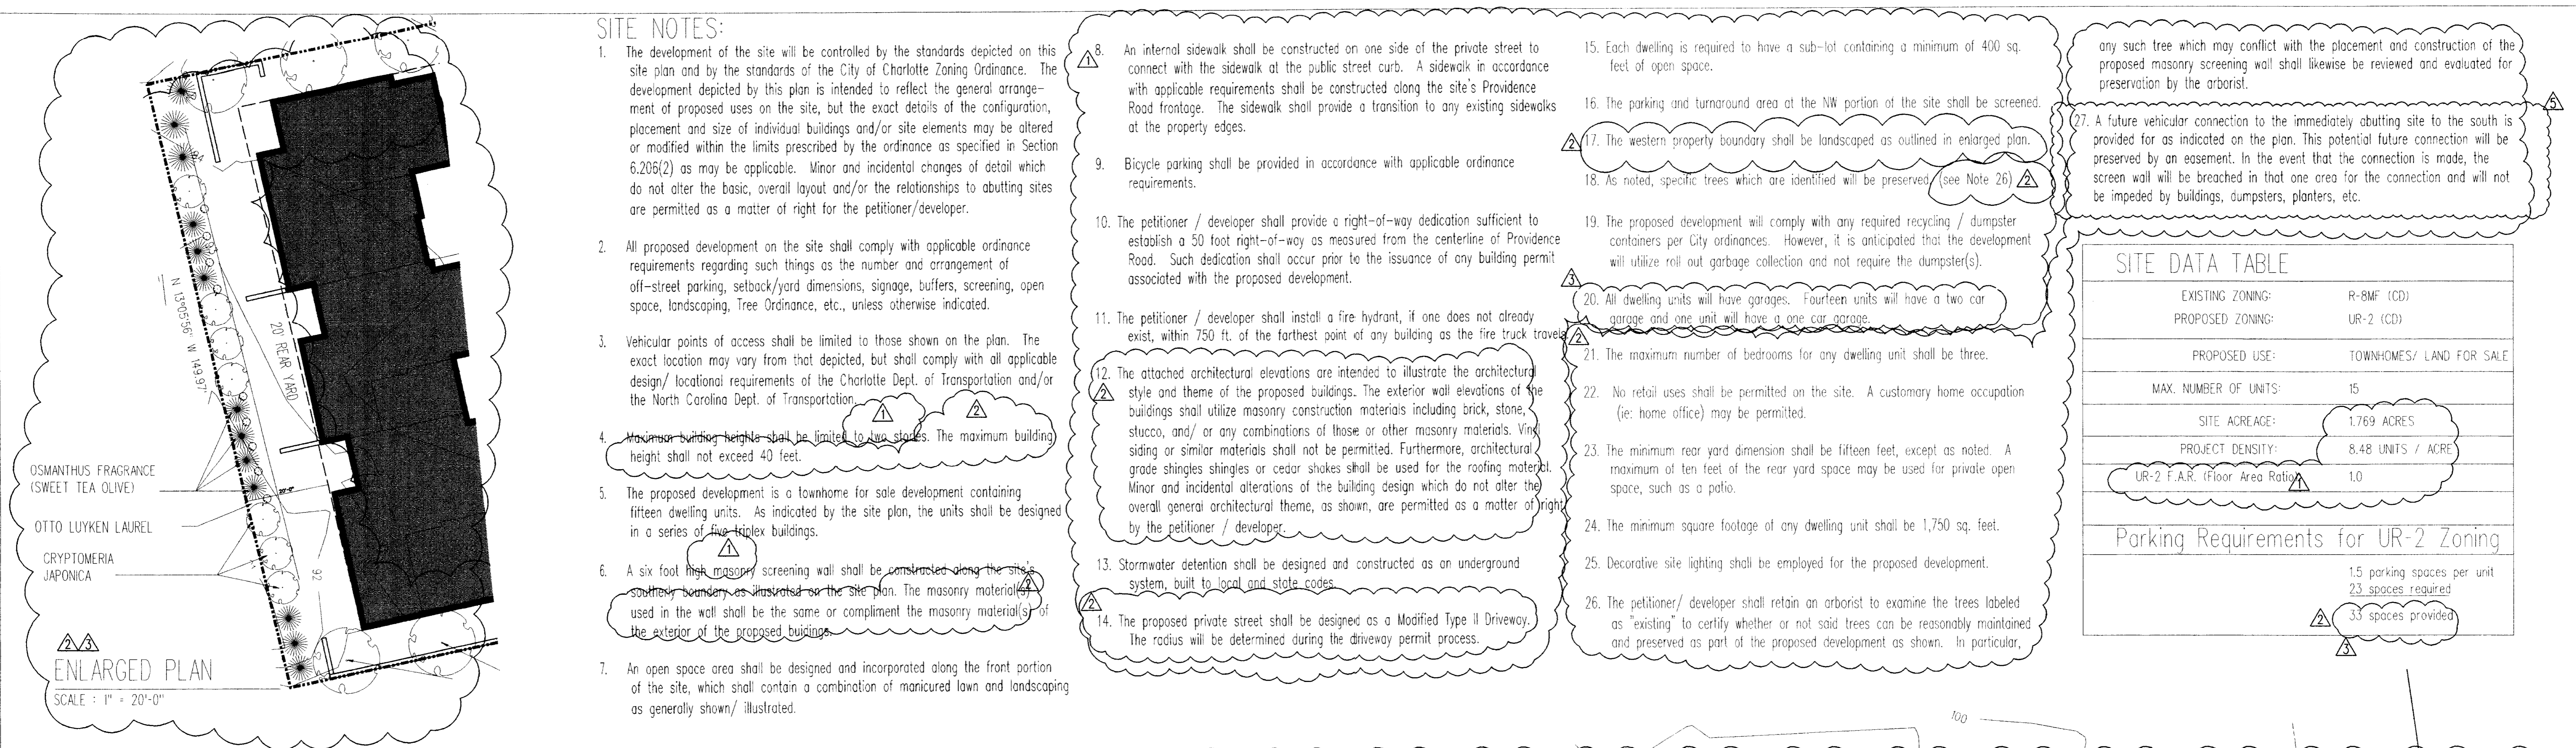 OSMANTHUS FRAGRANCE
(SWEET TEA OLIVE)
OTTO LUYKEN LAUREL
CRYPTOMERIA
JAPONICA
N 13°05'56" W 149.97'
20' REAR YARD
94
92
20'-0"
2 3
ENLARGED PLAN
SCALE : 1" = 20'-0"
SITE NOTES:
1. The development of the site will be controlled by the standards depicted on this
site plan and by the standards of the City of Charlotte Zoning Ordinance. The
development depicted by this plan is intended to reflect the general arrange-
ment of proposed uses on the site, but the exact details of the configuration,
placement and size of individual buildings and/or site elements may be altered
or modified within the limits prescribed by the ordinance as specified in Section
6.206(2) as may be applicable. Minor and incidental changes of detail which
do not alter the basic, overall layout and/or the relationships to abutting sites
are permitted as a matter of right for the petitioner/developer.
2. All proposed development on the site shall comply with applicable ordinance
requirements regarding such things as the number and arrangement of
off-street parking, setback/yard dimensions, signage, buffers, screening, open
space, landscaping, Tree Ordinance, etc., unless otherwise indicated.
3. Vehicular points of access shall be limited to those shown on the plan. The
exact location may vary from that depicted, but shall comply with all applicable
design/ locational requirements of the Charlotte Dept. of Transportation and/or
the North Carolina Dept. of Transportation.
1
2
4. Maximum building heights shall be limited to two stories. The maximum building
height shall not exceed 40 feet.
5. The proposed development is a townhome for sale development containing
fifteen dwelling units. As indicated by the site plan, the units shall be designed
in a series of five triplex buildings.
1
6. A six foot high masonry screening wall shall be constructed along the site's
southerly boundary as illustrated on the site plan. The masonry material(s)
2
used in the wall shall be the same or compliment the masonry material(s) of
the exterior of the proposed buidings.
7. An open space area shall be designed and incorporated along the front portion
of the site, which shall contain a combination of manicured lawn and landscaping
as generally shown/ illustrated.
1
8. An internal sidewalk shall be constructed on one side of the private street to
connect with the sidewalk at the public street curb. A sidewalk in accordance
with applicable requirements shall be constructed along the site's Providence
Road frontage. The sidewalk shall provide a transition to any existing sidewalks
at the property edges.
9. Bicycle parking shall be provided in accordance with applicable ordinance
requirements.
10. The petitioner / developer shall provide a right-of-way dedication sufficient to
establish a 50 foot right-of-way as measured from the centerline of Providence
Road. Such dedication shall occur prior to the issuance of any building permit
associated with the proposed development.
11. The petitioner / developer shall install a fire hydrant, if one does not already
exist, within 750 ft. of the farthest point of any building as the fire truck travels
12. The attached architectural elevations are intended to illustrate the architectural
2
style and theme of the proposed buildings. The exterior wall elevations of the
buildings shall utilize masonry construction materials including brick, stone,
stucco, and/ or any combinations of those or other masonry materials. Vinyl
siding or similar materials shall not be permitted. Furthermore, architectural
grade shingles shingles or cedar shakes shall be used for the roofing material.
Minor and incidental alterations of the building design which do not alter the
overall general architectural theme, as shown, are permitted as a matter of right
by the petitioner / developer.
13. Stormwater detention shall be designed and constructed as an underground
system, built to local and state codes.
2
14. The proposed private street shall be designed as a Modified Type II Driveway.
The radius will be determined during the driveway permit process.
15. Each dwelling is required to have a sub-lot containing a minimum of 400 sq.
feet of open space.
16. The parking and turnaround area at the NW portion of the site shall be screened.
2
17. The western property boundary shall be landscaped as outlined in enlarged plan.
18. As noted, specific trees which are identified will be preserved. (see Note 26) 2
19. The proposed development will comply with any required recycling / dumpster
containers per City ordinances. However, it is anticipated that the development
will utilize roll out garbage collection and not require the dumpster(s).
3
20. All dwelling units will have garages. Fourteen units will have a two car
garage and one unit will have a one car garage.
2
21. The maximum number of bedrooms for any dwelling unit shall be three.
22. No retail uses shall be permitted on the site. A customary home occupation
(ie: home office) may be permitted.
23. The minimum rear yard dimension shall be fifteen feet, except as noted. A
maximum of ten feet of the rear yard space may be used for private open
space, such as a patio.
24. The minimum square footage of any dwelling unit shall be 1,750 sq. feet.
25. Decorative site lighting shall be employed for the proposed development.
26. The petitioner/ developer shall retain an arborist to examine the trees labeled
as "existing" to certify whether or not said trees can be reasonably maintained
and preserved as part of the proposed development as shown. In particular,
any such tree which may conflict with the placement and construction of the
proposed masonry screening wall shall likewise be reviewed and evaluated for
preservation by the arborist.
5
27. A future vehicular connection to the immediately abutting site to the south is
provided for as indicated on the plan. This potential future connection will be
preserved by an easement. In the event that the connection is made, the
screen wall will be breached in that one area for the connection and will not
be impeded by buildings, dumpsters, planters, etc.
SITE DATA TABLE
EXISTING ZONING: R-8MF (CD)
PROPOSED ZONING: UR-2 (CD)
PROPOSED USE: TOWNHOMES/ LAND FOR SALE
MAX. NUMBER OF UNITS: 15
SITE ACREAGE: 1.769 ACRES
PROJECT DENSITY: 8.48 UNITS / ACRE
UR-2 F.A.R. (Floor Area Ratio) 1 1.0
Parking Requirements for UR-2 Zoning
1.5 parking spaces per unit
23 spaces required
2 33 spaces provided
3
100